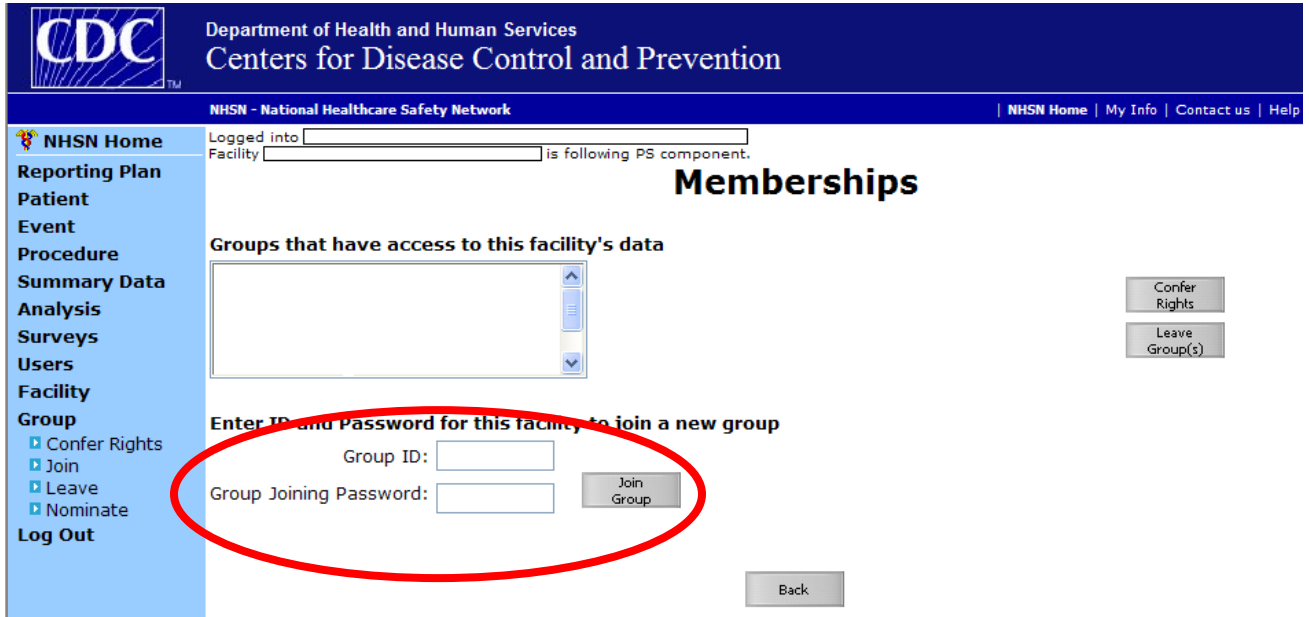 CDC
TM
Department of Health and Human Services
Centers for Disease Control and Prevention
NHSN - National Healthcare Safety Network
| NHSN Home | My Info | Contact us | Help
NHSN Home
Reporting Plan
Patient
Event
Procedure
Summary Data
Analysis
Surveys
Users
Facility
Group
Confer Rights
Join
Leave
Nominate
Log Out
Logged into
Facility is following PS component.
Memberships
Groups that have access to this facility's data
Confer
Rights
Leave
Group(s)
Enter ID and Password for this facility to join a new group
Group ID:
Group Joining Password:
Join
Group
Back